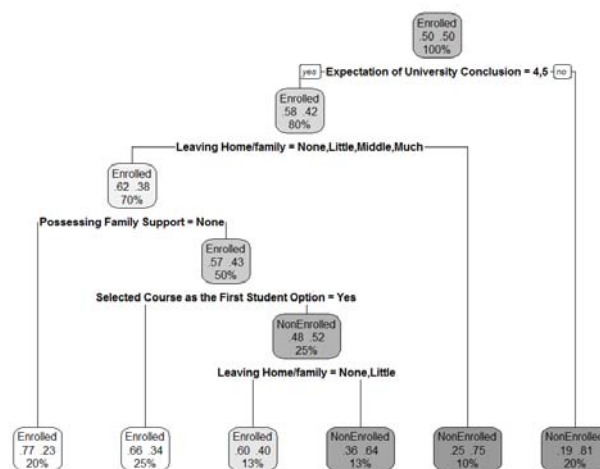 Enrolled
.50 .50
100%
yes Expectation of University Conclusion = 4,5 no
Enrolled
.58 .42
80%
Leaving Home/family = None,Little,Middle,Much
Enrolled
.62 .38
70%
Possessing Family Support = None
Enrolled
.57 .43
50%
Selected Course as the First Student Option = Yes
NonEnrolled
.48 .52
25%
Leaving Home/family = None,Little
Enrolled
.77 .23
20%
Enrolled
.66 .34
25%
Enrolled
.60 .40
13%
NonEnrolled
.36 .64
13%
NonEnrolled
.25 .75
10%
NonEnrolled
.19 .81
20%